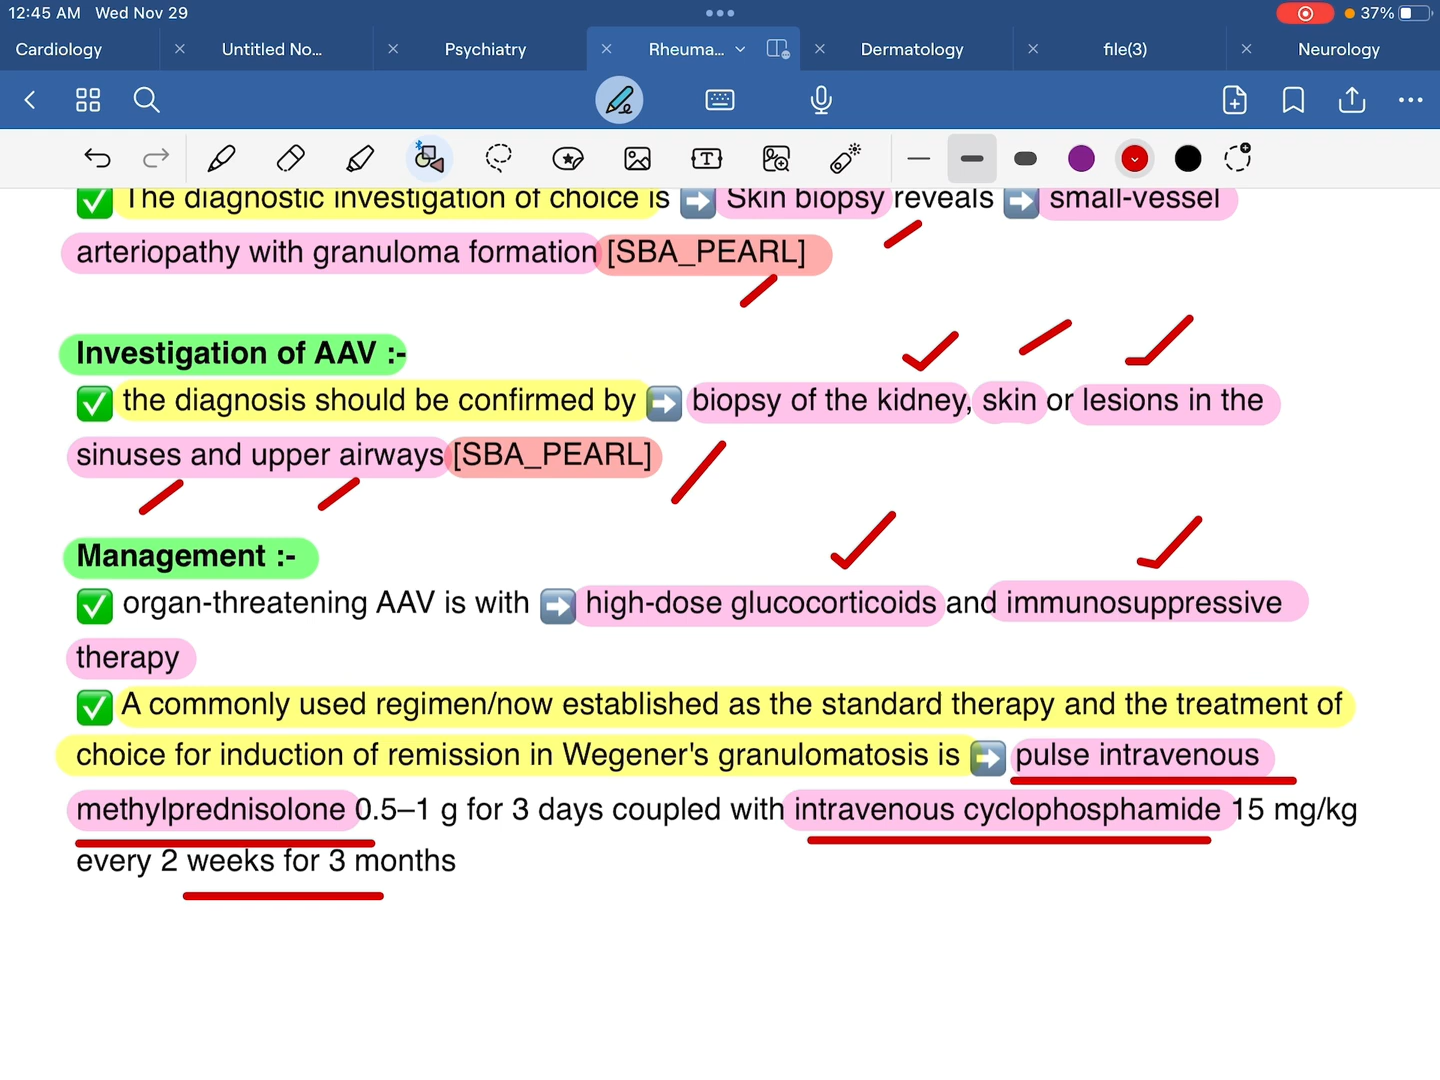 12:45 AM Wed Nov 29
37%
Cardiology
Untitled No...
Psychiatry
Rheuma...
Dermatology
file(3)
Neurology
The diagnostic investigation of choice is Skin biopsy reveals small-vessel
arteriopathy with granuloma formation [SBA_PEARL]
Investigation of AAV :-
the diagnosis should be confirmed by biopsy of the kidney, skin or lesions in the
sinuses and upper airways [SBA_PEARL]
Management :-
organ-threatening AAV is with high-dose glucocorticoids and immunosuppressive
therapy
A commonly used regimen/now established as the standard therapy and the treatment of
choice for induction of remission in Wegener's granulomatosis is pulse intravenous
methylprednisolone 0.5–1 g for 3 days coupled with intravenous cyclophosphamide 15 mg/kg
every 2 weeks for 3 months